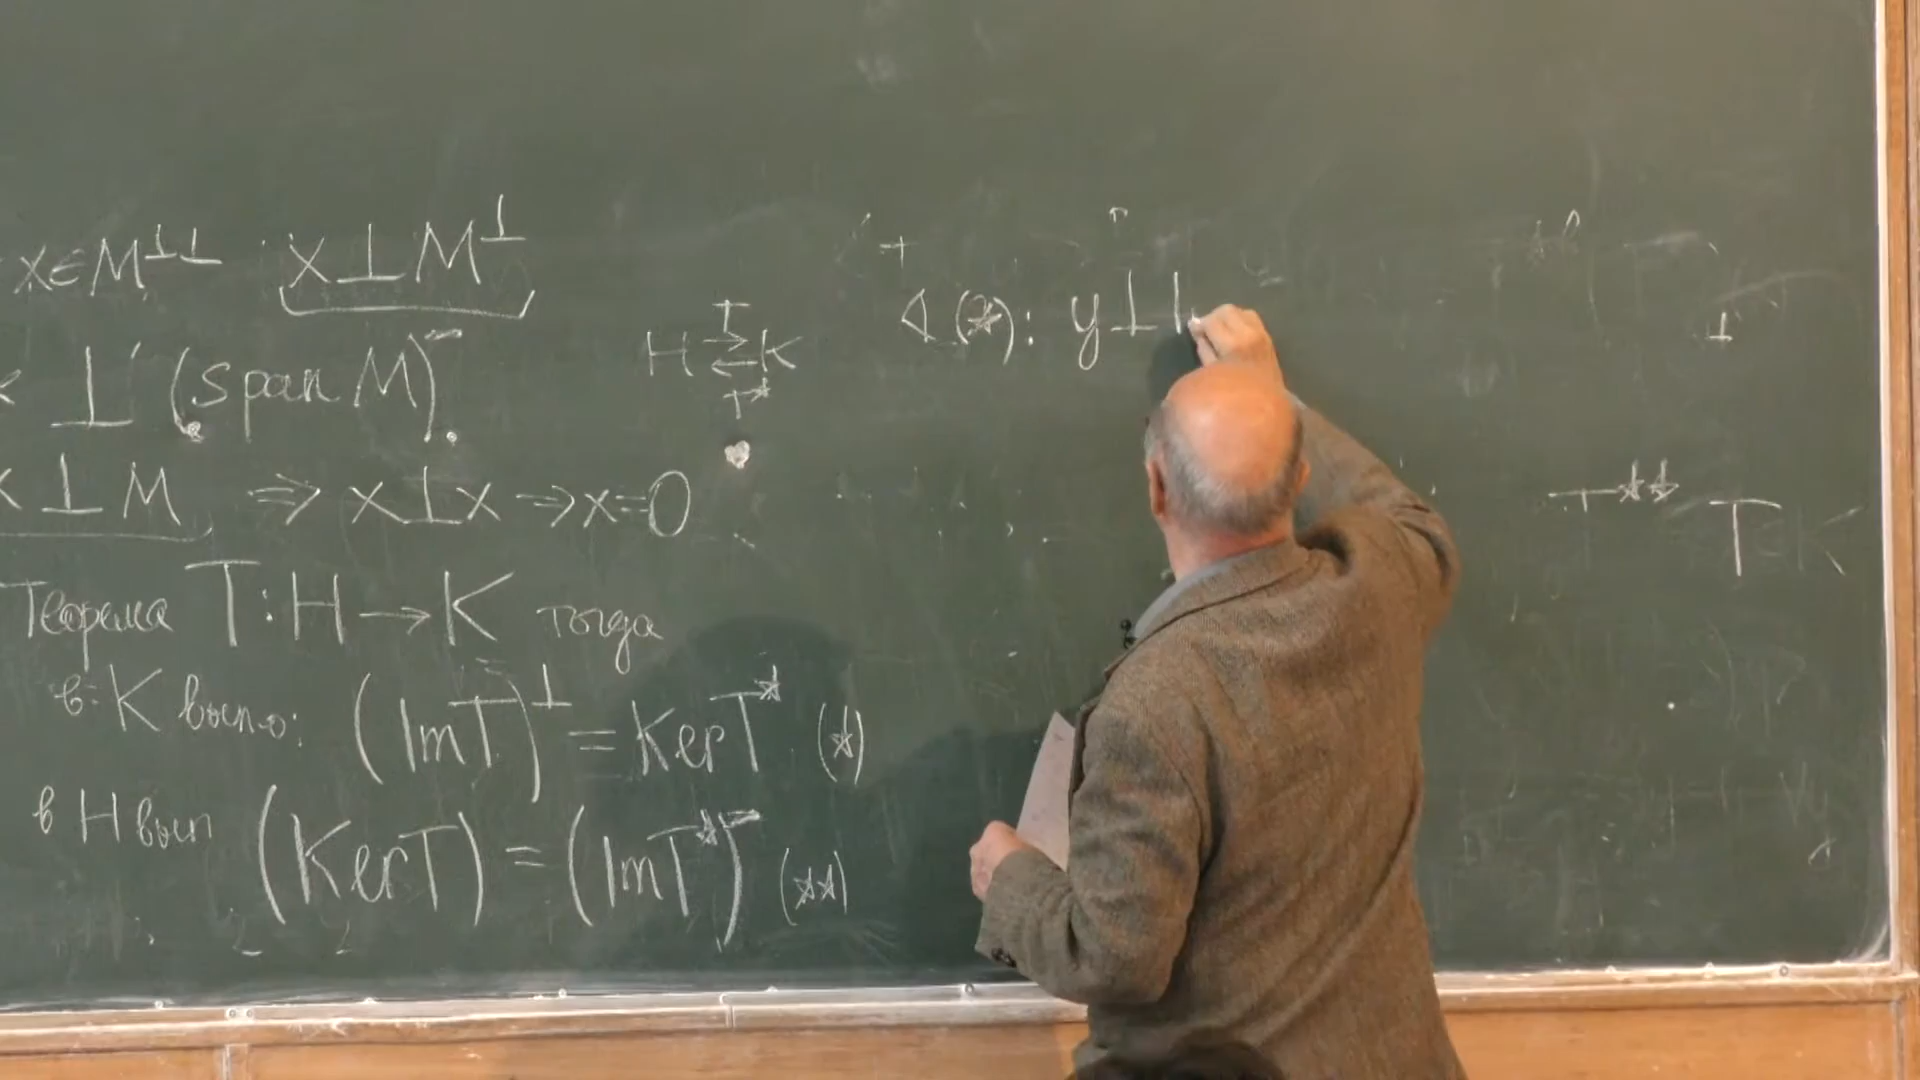 x∈M⊥⊥ x⊥M⊥
⊥ (span M)⁻.
x⊥M ⇒ x⊥x ⇒ x=0
Теорема T:H→K тогда
в K вып-о: (Im T)⊥ = Ker T* (*)
в H вып (Ker T) = (Im T*)⁻ (**)
T
H ⇄ K
T*
◁ (*): y⊥I
⊥
T** T K